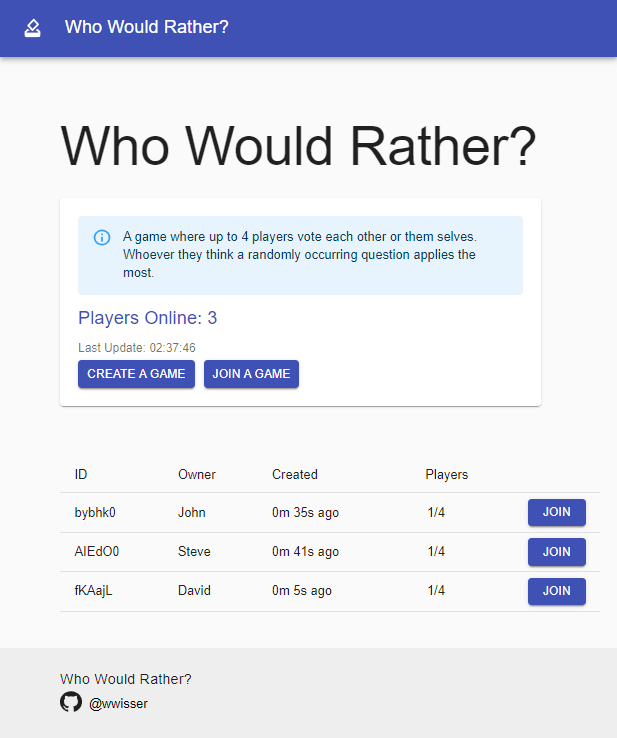 Who Would Rather?
Who Would Rather?
A game where up to 4 players vote each other or them selves.
Whoever they think a randomly occurring question applies the
most.
Players Online: 3
Last Update: 02:37:46
CREATE A GAME JOIN A GAME
ID Owner Created Players
bybhk0 John 0m 35s ago 1/4 JOIN
AIEdO0 Steve 0m 41s ago 1/4 JOIN
fKAajL David 0m 5s ago 1/4 JOIN
Who Would Rather?
@wwisser